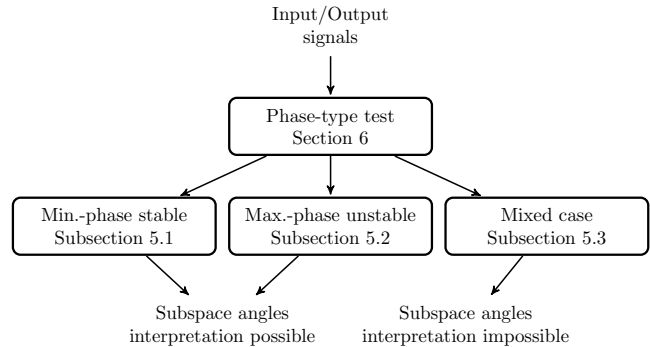 Input/Output
signals
Phase-type test
Section 6
Min.-phase stable
Subsection 5.1
Max.-phase unstable
Subsection 5.2
Mixed case
Subsection 5.3
Subspace angles
interpretation possible
Subspace angles
interpretation impossible